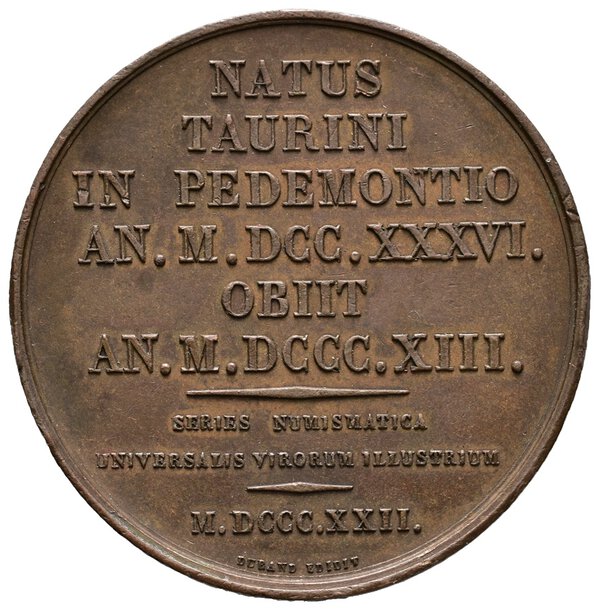 NATUS
TAURINI
IN PEDEMONTIO
AN. M. DCC. XXXVI.
OBIIT
AN. M. DCCC. XIII.
SERIES NUMISMATICA
UNIVERSALIS VIRORUM ILLUSTRIUM
M. DCCC. XXII.
DURAND EDIDIT